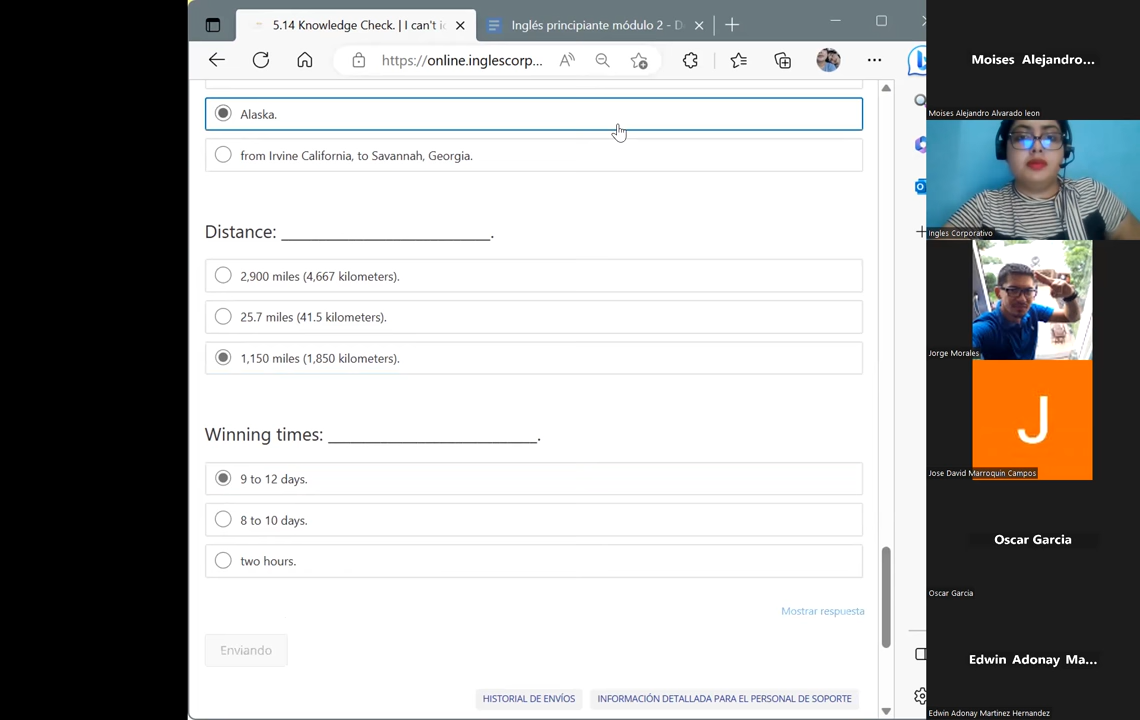 5.14 Knowledge Check. | I can't ic
Inglés principiante módulo 2 - D
https://online.inglescorp...
Alaska.
from Irvine California, to Savannah, Georgia.
Distance: _________________________.
2,900 miles (4,667 kilometers).
25.7 miles (41.5 kilometers).
1,150 miles (1,850 kilometers).
Winning times: _________________________.
9 to 12 days.
8 to 10 days.
two hours.
Mostrar respuesta
Enviando
HISTORIAL DE ENVÍOS
INFORMACIÓN DETALLADA PARA EL PERSONAL DE SOPORTE
Moises Alejandro...
Moises Alejandro Alvarado leon
Ingles Corporativo
Jorge Morales
J
Jose David Marroquin Campos
Oscar Garcia
Oscar Garcia
Edwin Adonay Ma...
Edwin Adonay Martinez Hernandez